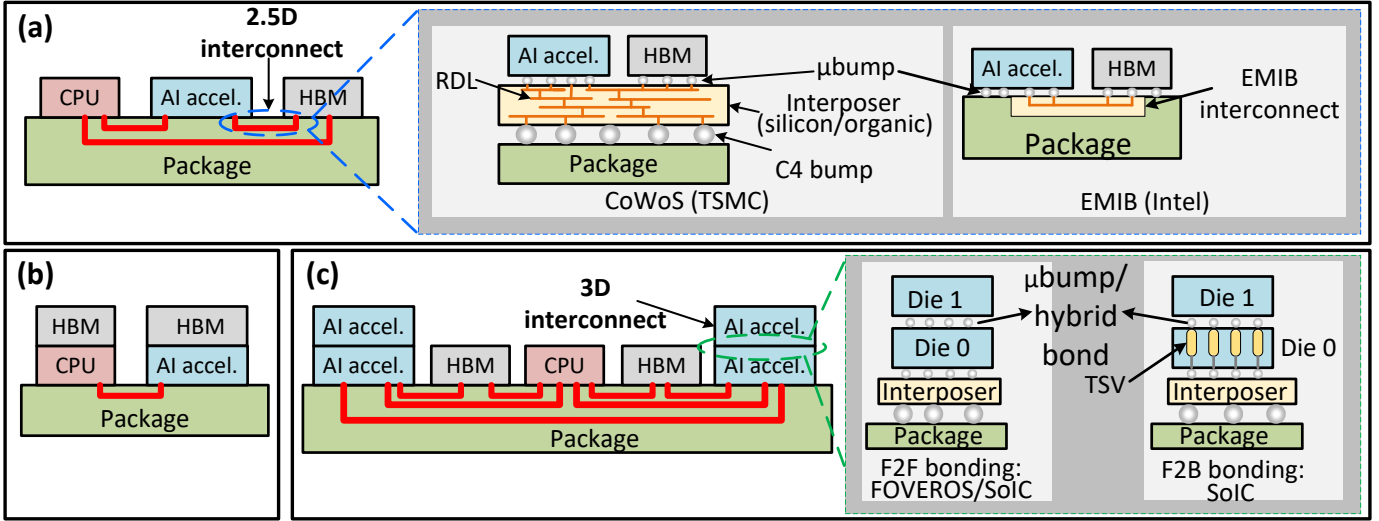 (a)
2.5D
interconnect
CPU
AI accel.
HBM
Package
AI accel.
HBM
RDL
µbump
Interposer
(silicon/organic)
Package
C4 bump
CoWoS (TSMC)
AI accel.
HBM
EMIB
interconnect
Package
EMIB (Intel)
(b)
HBM
HBM
CPU
AI accel.
Package
(c)
3D
interconnect
AI accel.
AI accel.
AI accel.
HBM
CPU
HBM
AI accel.
Package
Die 1
Die 0
Interposer
Package
F2F bonding:
FOVEROS/SoIC
µbump/
hybrid
bond
TSV
Die 1
Die 0
Interposer
Package
F2B bonding:
SoIC